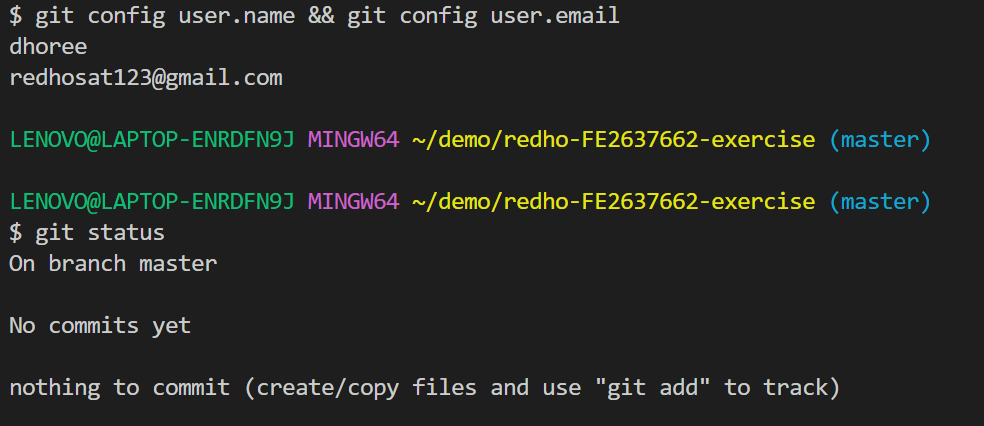 $ git config user.name && git config user.email
dhoree
redhosat123@gmail.com
LENOVO@LAPTOP-ENRDFN9J MINGW64 ~/demo/redho-FE2637662-exercise (master)
LENOVO@LAPTOP-ENRDFN9J MINGW64 ~/demo/redho-FE2637662-exercise (master)
$ git status
On branch master
No commits yet
nothing to commit (create/copy files and use "git add" to track)